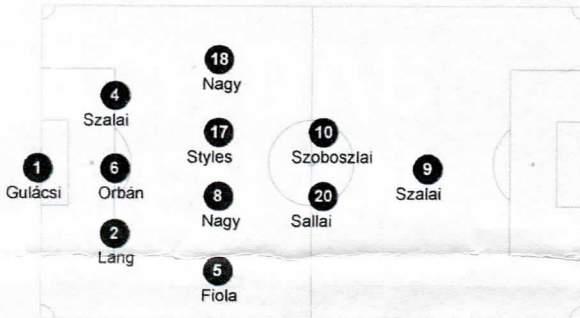 18
Nagy
4
Szalai
17
Styles
10
Szoboszlai
1
Gulácsi
6
Orbán
9
Szalai
8
Nagy
20
Sallai
2
Lang
5
Fiola